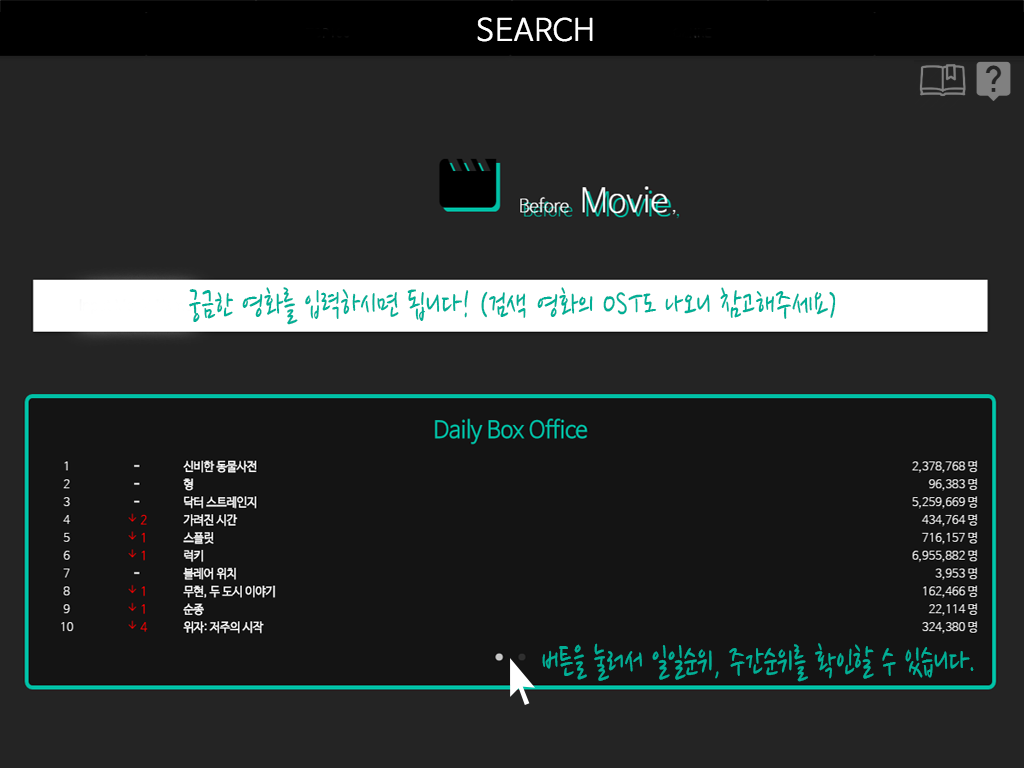 SEARCH
?
Before Movie,
궁금한 영화를 입력하시면 됩니다! (검색 영화의 OST도 나오니 참고해주세요)
Daily Box Office
1 - 신비한 동물사전 2,378,768 명
2 - 형 96,383 명
3 - 닥터 스트레인지 5,259,669 명
4 ↓ 2 가려진 시간 434,764 명
5 ↓ 1 스플릿 716,157 명
6 ↓ 1 럭키 6,955,882 명
7 - 블레어 위치 3,953 명
8 ↓ 1 무현, 두 도시 이야기 162,466 명
9 ↓ 1 순종 22,114 명
10 ↓ 4 위자: 저주의 시작 324,380 명
버튼을 눌러서 일일순위, 주간순위를 확인할 수 있습니다.